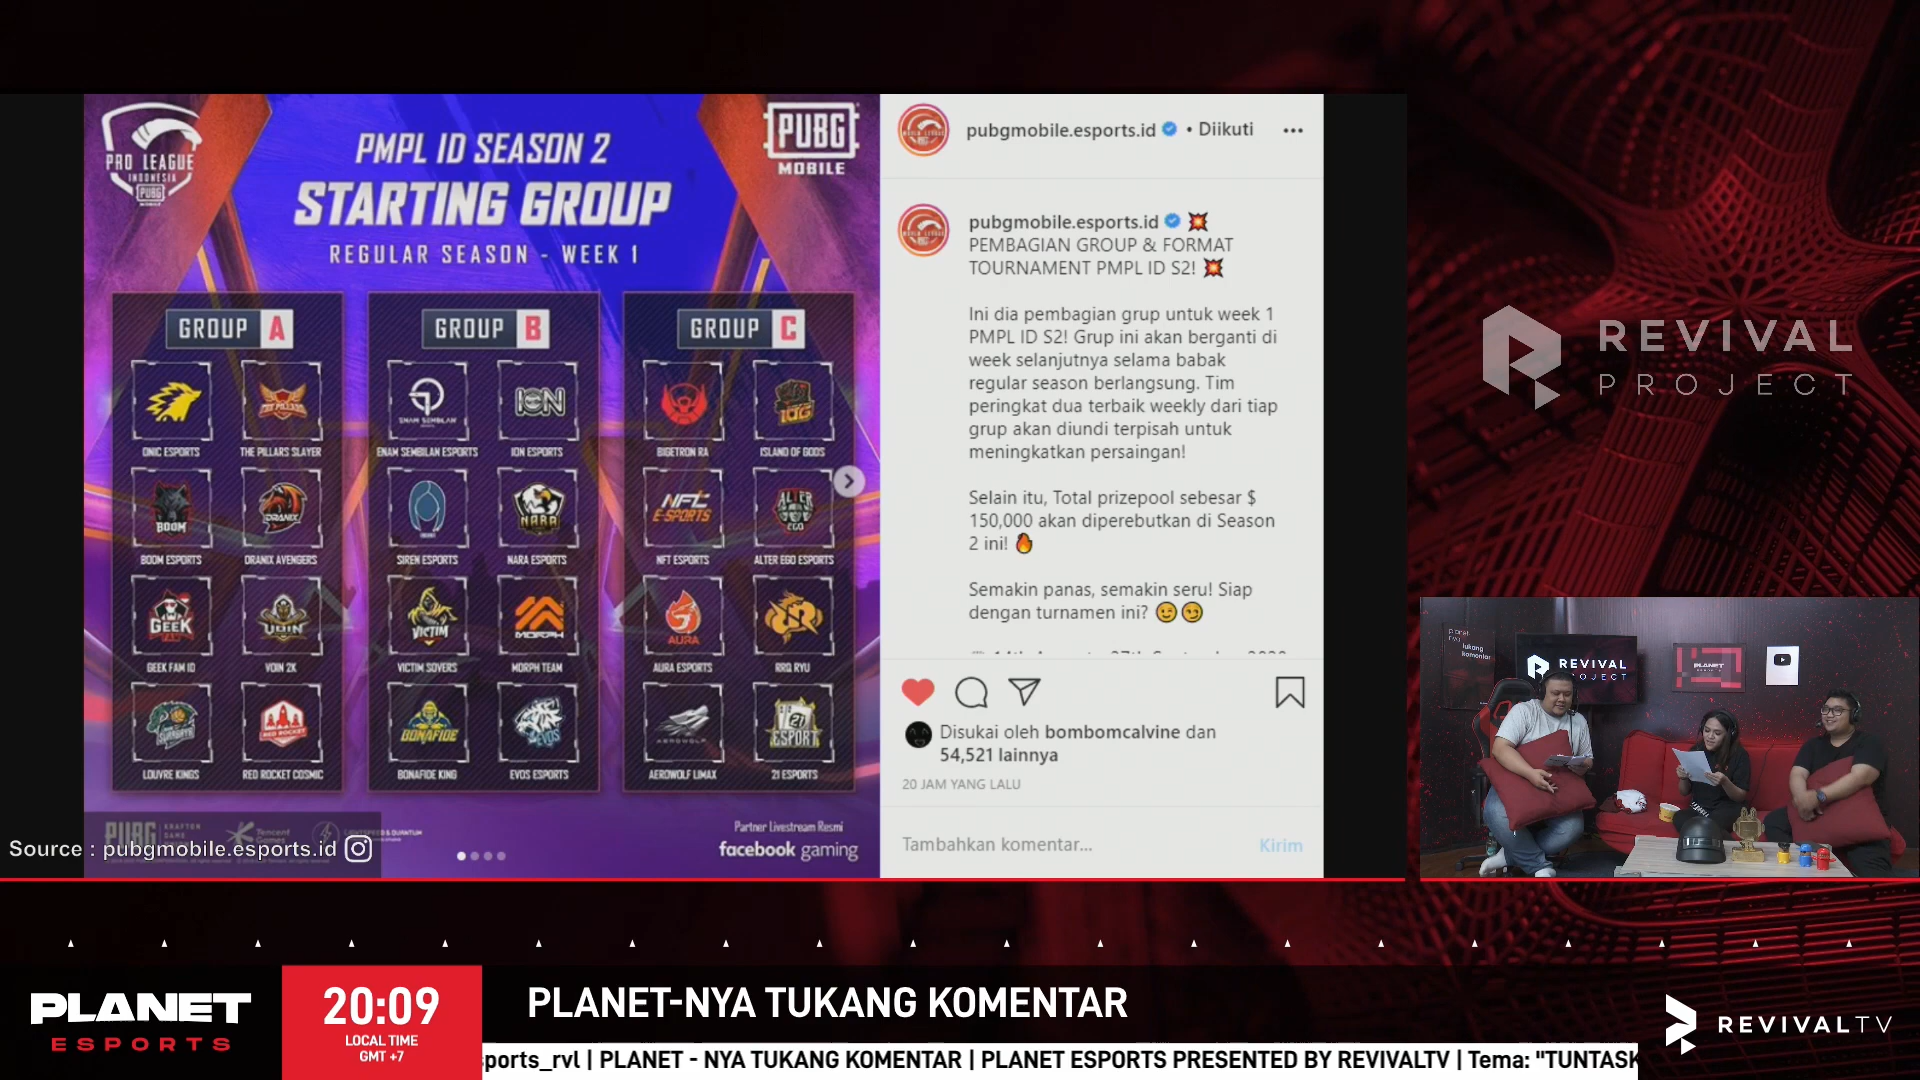 PRO LEAGUE
INDONESIA
PUBG
MOBILE
PMPL ID SEASON 2
STARTING GROUP
REGULAR SEASON - WEEK 1
PUBG
MOBILE
GROUP A
GROUP B
GROUP C
ONIC ESPORTS
THE PILLARS SLAYER
ENAM SEMBILAN ESPORTS
ION ESPORTS
BIGETRON RA
ISLAND OF GODS
BOOM ESPORTS
DRANIX AVENGERS
SIREN ESPORTS
NARA ESPORTS
NFT ESPORTS
ALTER EGO ESPORTS
GEEK FAM ID
VOIN 2K
VICTIM SOVERS
MORPH TEAM
AURA ESPORTS
RRQ RYU
LOUVRE KINGS
RED ROCKET COSMIC
BONAFIDE KING
EVOS ESPORTS
AEROWOLF LIMAX
21 ESPORTS
Partner Livestream Resmi
facebook gaming
Source : pubgmobile.esports.id
pubgmobile.esports.id • Diikuti •••
pubgmobile.esports.id 💥
PEMBAGIAN GROUP & FORMAT
TOURNAMENT PMPL ID S2! 💥
Ini dia pembagian grup untuk week 1
PMPL ID S2! Grup ini akan berganti di
week selanjutnya selama babak
regular season berlangsung. Tim
peringkat dua terbaik weekly dari tiap
grup akan diundi terpisah untuk
meningkatkan persaingan!
Selain itu, Total prizepool sebesar $
150,000 akan diperebutkan di Season
2 ini! 🔥
Semakin panas, semakin seru! Siap
dengan turnamen ini? 😉😏
Disukai oleh bombomcalvine dan
54,521 lainnya
20 JAM YANG LALU
Tambahkan komentar...
Kirim
REVIVAL
PROJECT
REVIVAL
PROJECT
PLANET
ESPORTS
20:09
LOCAL TIME
GMT +7
PLANET-NYA TUKANG KOMENTAR
sports_rvl | PLANET - NYA TUKANG KOMENTAR | PLANET ESPORTS PRESENTED BY REVIVALTV | Tema: "TUNTASK
REVIVALTV